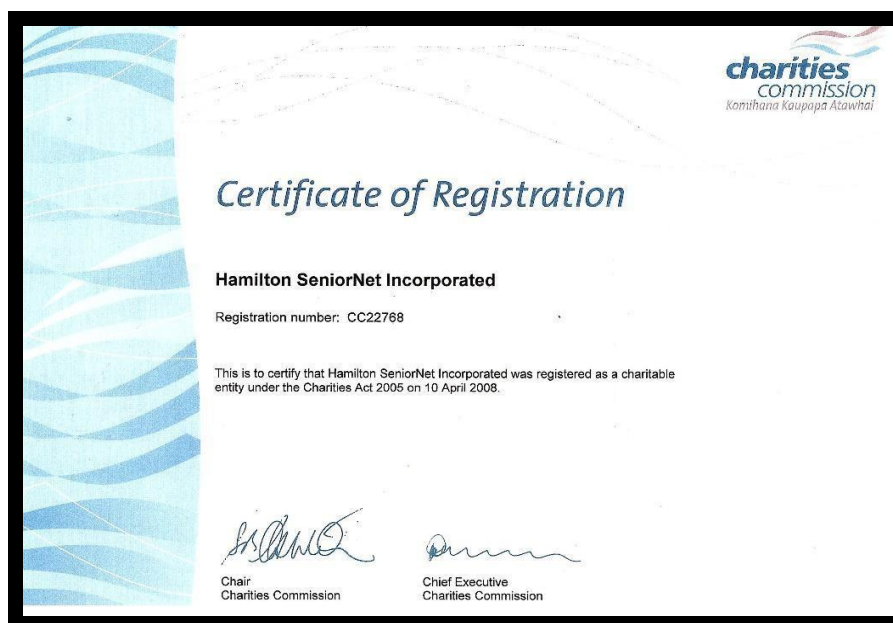 charities
commission
Komihana Kaupapa Atawhai
Certificate of Registration
Hamilton SeniorNet Incorporated
Registration number: CC22768
This is to certify that Hamilton SeniorNet Incorporated was registered as a charitable
entity under the Charities Act 2005 on 10 April 2008.
Chair
Charities Commission
Chief Executive
Charities Commission